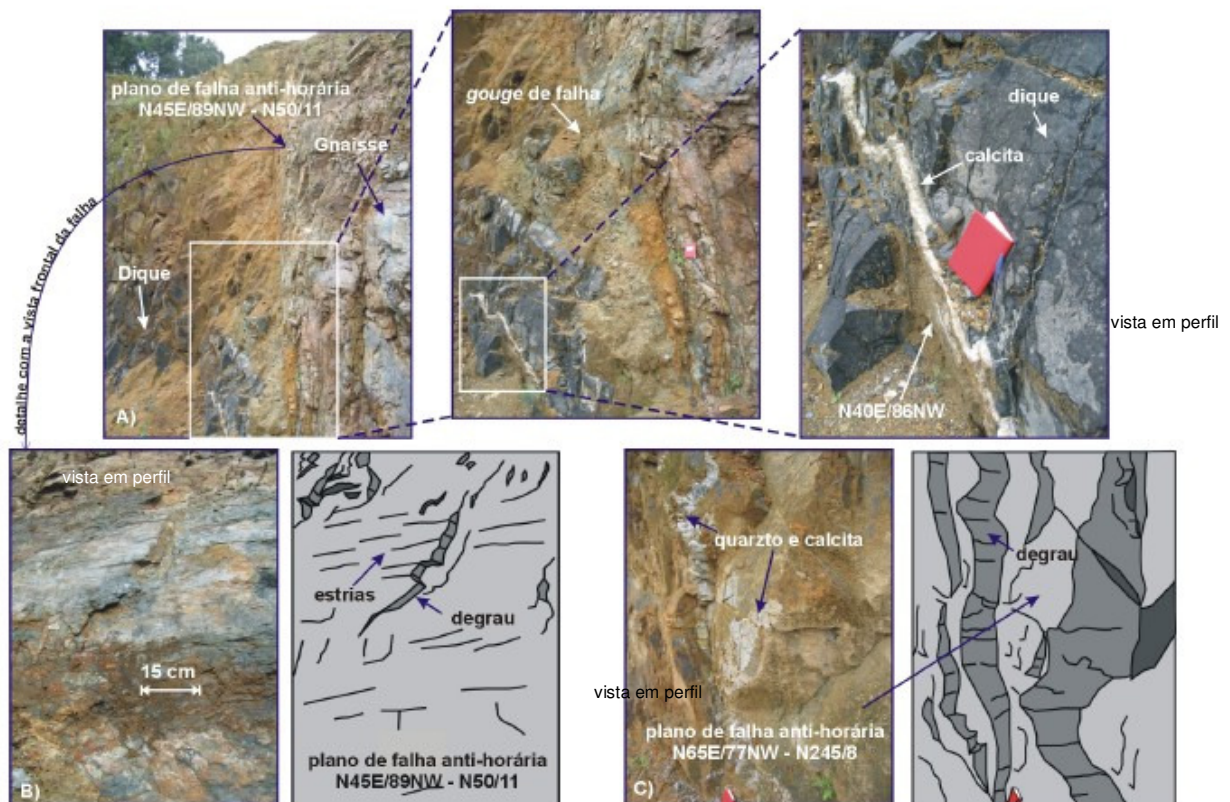 plano de falha anti-horária
N45E/89NW - N50/11
Gnaisse
Dique
A)
detalhe com a vista frontal da falha
gouge de falha
dique
calcita
N40E/86NW
vista em perfil
vista em perfil
15 cm
B)
estrias
degrau
plano de falha anti-horária
N45E/89NW - N50/11
quarzto e calcita
vista em perfil
plano de falha anti-horária
N65E/77NW - N245/8
C)
degrau